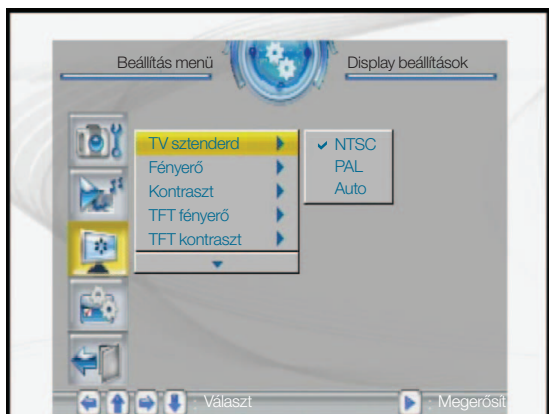 Beállítás menü
Display beállítások
TV sztenderd
Fényerő
Kontraszt
TFT fényerő
TFT kontraszt
NTSC
PAL
Auto
: Választ
: Megerősít